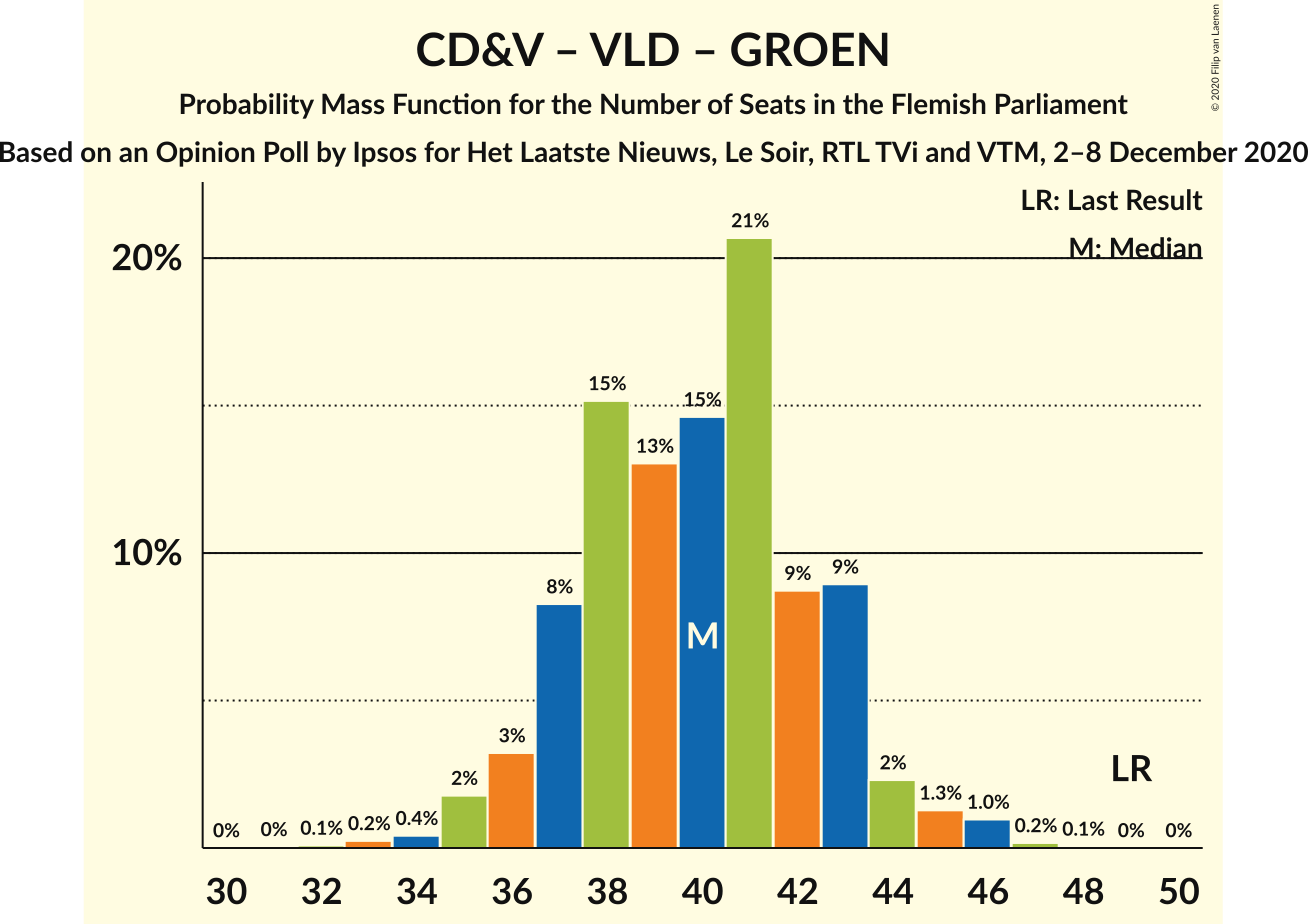 CD&V – VLD – GROEN
Probability Mass Function for the Number of Seats in the Flemish Parliament
Based on an Opinion Poll by Ipsos for Het Laatste Nieuws, Le Soir, RTL TVi and VTM, 2–8 December 2020
© 2020 Filip van Laenen
LR: Last Result
M: Median
20%
10%
0% 0% 0.1% 0.2% 0.4% 2% 3% 8% 15% 13% 15% 21% 9% 9% 2% 1.3% 1.0% 0.2% 0.1% 0% 0%
M
LR
30 32 34 36 38 40 42 44 46 48 50